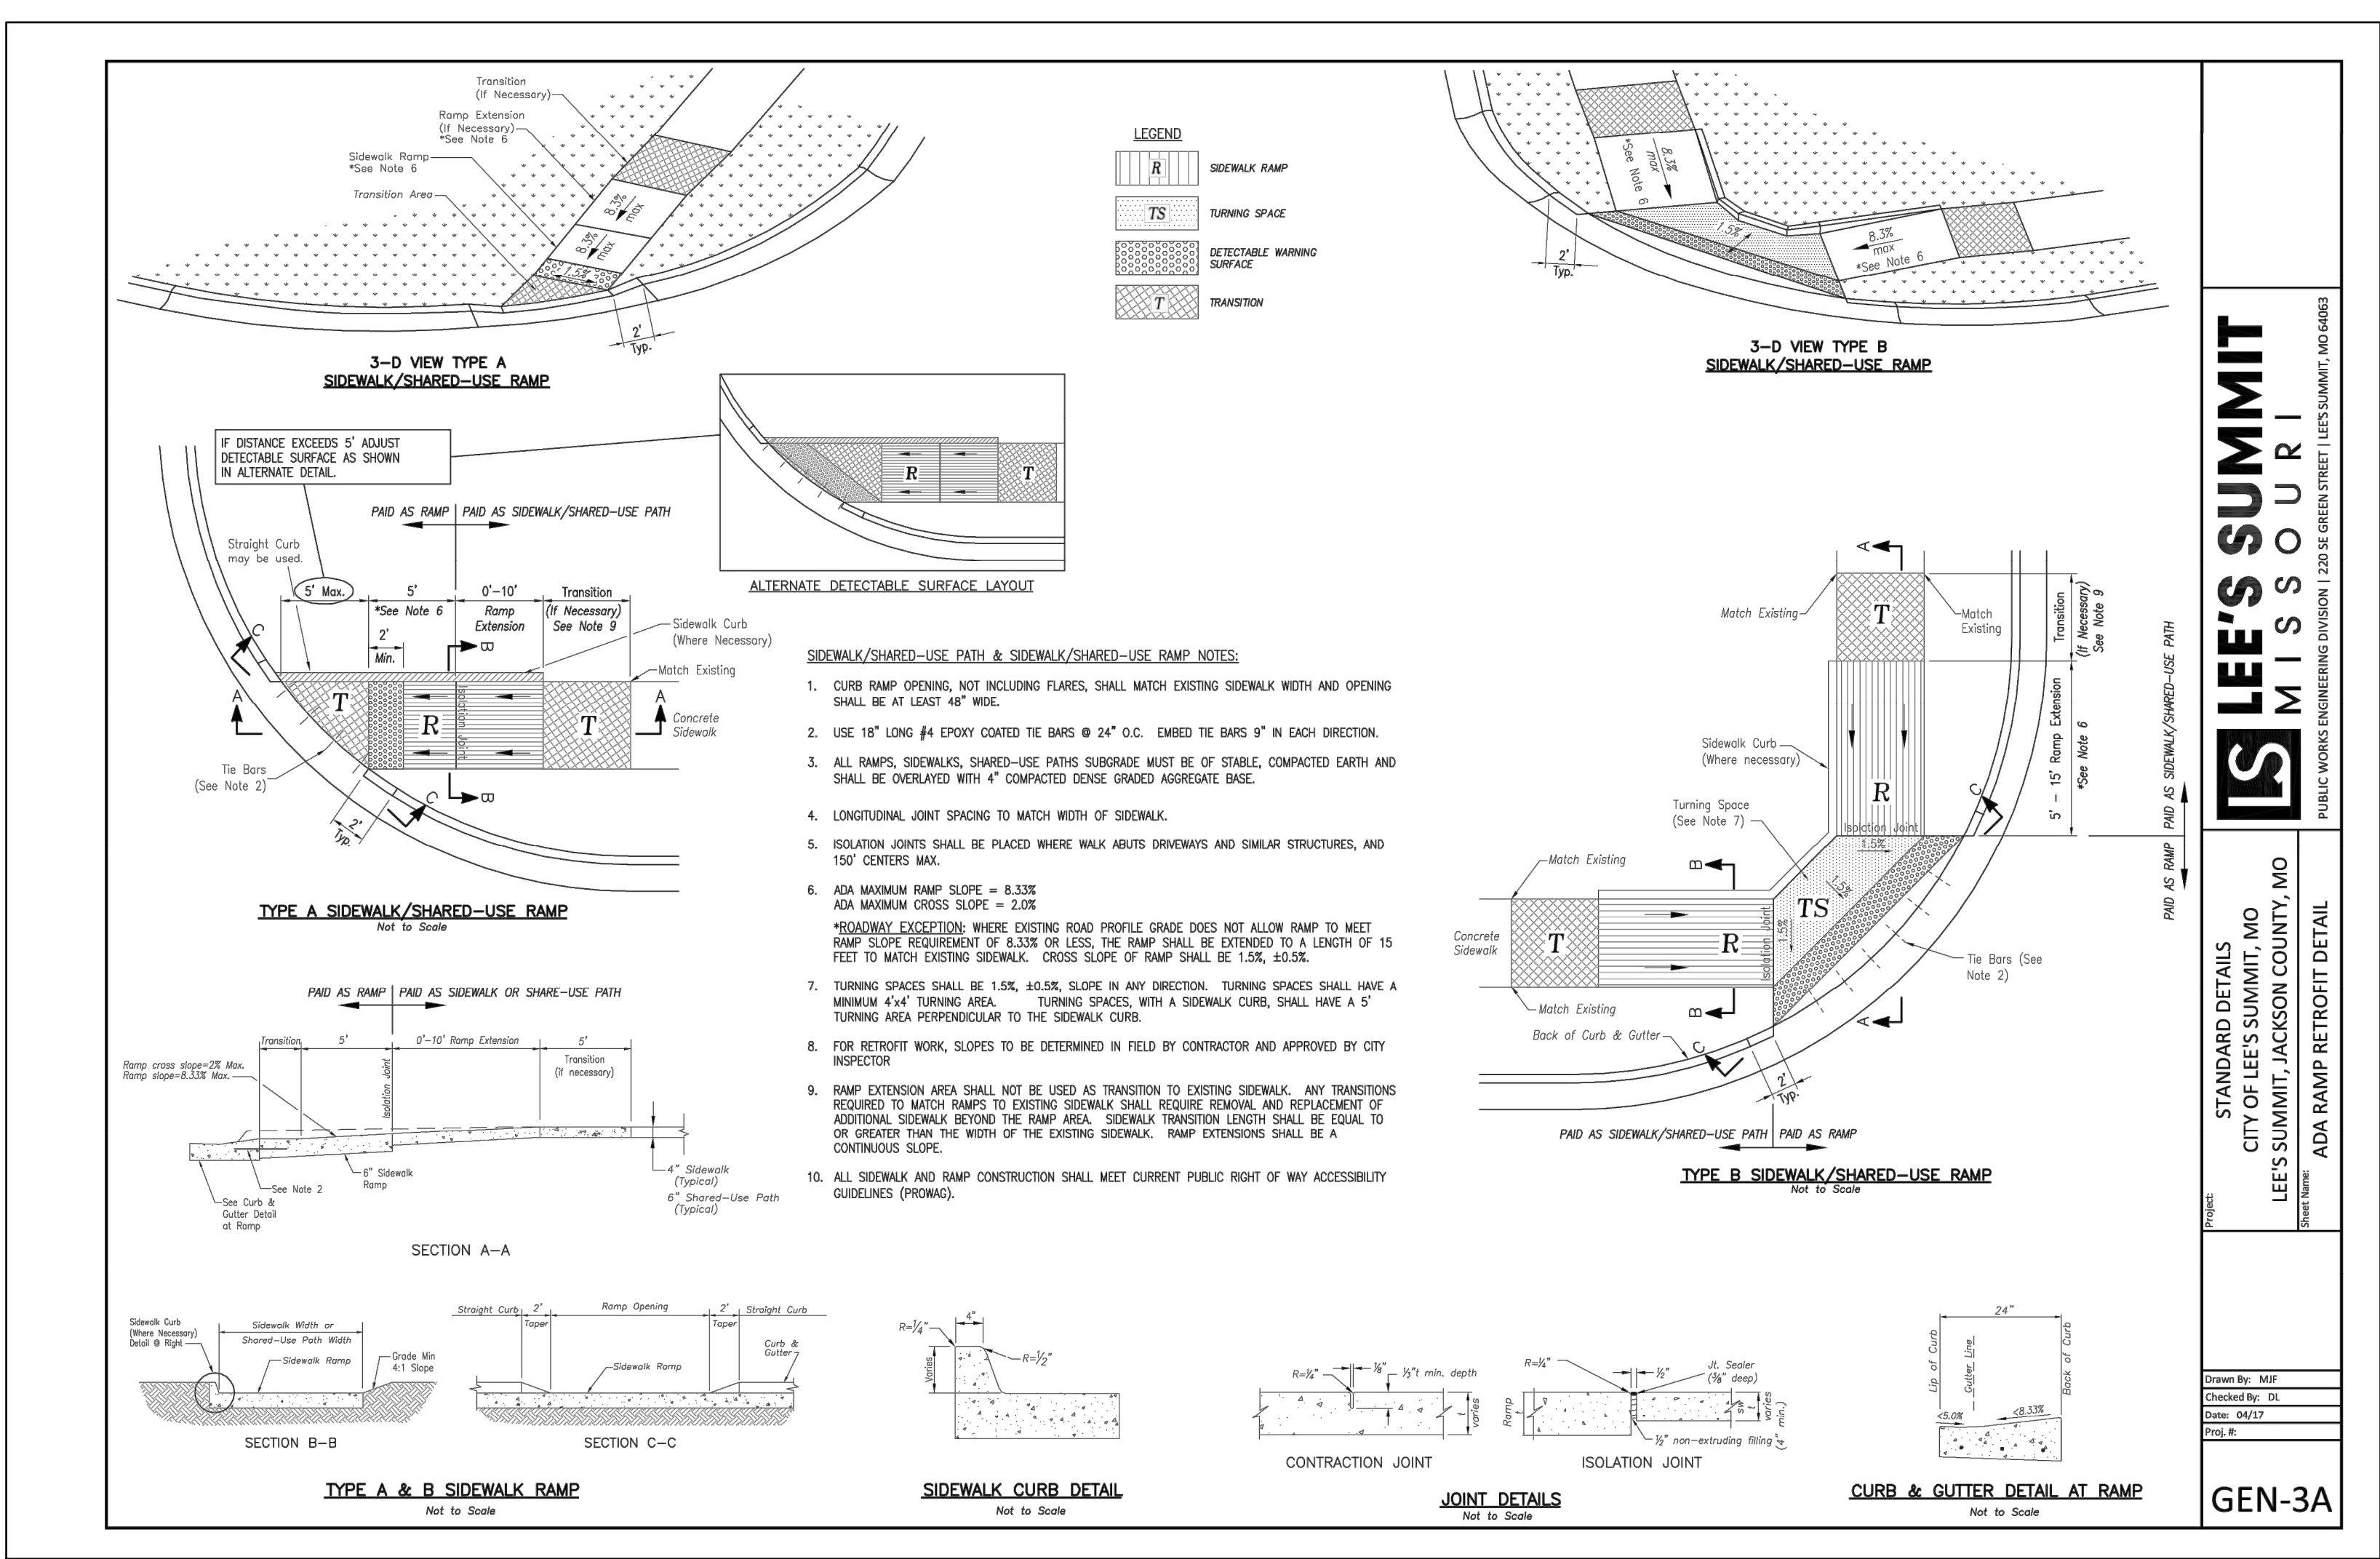 Transition
(If Necessary)
Ramp Extension
(If Necessary)
*See Note 6
Sidewalk Ramp
*See Note 6
Transition Area
8.3%
max
8.3%
max
1.5%
2'
Typ.
3-D VIEW TYPE A
SIDEWALK/SHARED-USE RAMP
LEGEND
R
SIDEWALK RAMP
TS
TURNING SPACE
DETECTABLE WARNING
SURFACE
T
TRANSITION
8.3%
max
*See Note 6
1.5%
8.3%
max
*See Note 6
2'
Typ.
3-D VIEW TYPE B
SIDEWALK/SHARED-USE RAMP
IF DISTANCE EXCEEDS 5' ADJUST
DETECTABLE SURFACE AS SHOWN
IN ALTERNATE DETAIL.
R
T
ALTERNATE DETECTABLE SURFACE LAYOUT
PAID AS RAMP
PAID AS SIDEWALK/SHARED-USE PATH
Straight Curb
may be used.
5' Max.
5'
*See Note 6
2'
Min.
0'-10'
Ramp
Extension
Transition
(If Necessary)
See Note 9
Sidewalk Curb
(Where Necessary)
Match Existing
C
B
A
A
T
R
Isolation Joint
T
Concrete
Sidewalk
Tie Bars
(See Note 2)
C
B
2'
Typ.
TYPE A SIDEWALK/SHARED-USE RAMP
Not to Scale
SIDEWALK/SHARED-USE PATH & SIDEWALK/SHARED-USE RAMP NOTES:
1. CURB RAMP OPENING, NOT INCLUDING FLARES, SHALL MATCH EXISTING SIDEWALK WIDTH AND OPENING
SHALL BE AT LEAST 48" WIDE.
2. USE 18" LONG #4 EPOXY COATED TIE BARS @ 24" O.C. EMBED TIE BARS 9" IN EACH DIRECTION.
3. ALL RAMPS, SIDEWALKS, SHARED-USE PATHS SUBGRADE MUST BE OF STABLE, COMPACTED EARTH AND
SHALL BE OVERLAYED WITH 4" COMPACTED DENSE GRADED AGGREGATE BASE.
4. LONGITUDINAL JOINT SPACING TO MATCH WIDTH OF SIDEWALK.
5. ISOLATION JOINTS SHALL BE PLACED WHERE WALK ABUTS DRIVEWAYS AND SIMILAR STRUCTURES, AND
150' CENTERS MAX.
6. ADA MAXIMUM RAMP SLOPE = 8.33%
ADA MAXIMUM CROSS SLOPE = 2.0%
*ROADWAY EXCEPTION: WHERE EXISTING ROAD PROFILE GRADE DOES NOT ALLOW RAMP TO MEET
RAMP SLOPE REQUIREMENT OF 8.33% OR LESS, THE RAMP SHALL BE EXTENDED TO A LENGTH OF 15
FEET TO MATCH EXISTING SIDEWALK. CROSS SLOPE OF RAMP SHALL BE 1.5%, ±0.5%.
7. TURNING SPACES SHALL BE 1.5%, ±0.5%, SLOPE IN ANY DIRECTION. TURNING SPACES SHALL HAVE A
MINIMUM 4'x4' TURNING AREA. TURNING SPACES, WITH A SIDEWALK CURB, SHALL HAVE A 5'
TURNING AREA PERPENDICULAR TO THE SIDEWALK CURB.
8. FOR RETROFIT WORK, SLOPES TO BE DETERMINED IN FIELD BY CONTRACTOR AND APPROVED BY CITY
INSPECTOR
9. RAMP EXTENSION AREA SHALL NOT BE USED AS TRANSITION TO EXISTING SIDEWALK. ANY TRANSITIONS
REQUIRED TO MATCH RAMPS TO EXISTING SIDEWALK SHALL REQUIRE REMOVAL AND REPLACEMENT OF
ADDITIONAL SIDEWALK BEYOND THE RAMP AREA. SIDEWALK TRANSITION LENGTH SHALL BE EQUAL TO
OR GREATER THAN THE WIDTH OF THE EXISTING SIDEWALK. RAMP EXTENSIONS SHALL BE A
CONTINUOUS SLOPE.
10. ALL SIDEWALK AND RAMP CONSTRUCTION SHALL MEET CURRENT PUBLIC RIGHT OF WAY ACCESSIBILITY
GUIDELINES (PROWAG).
A
Match Existing
T
Match
Existing
Transition
(If Necessary)
See Note 9
5' - 15' Ramp Extension
*See Note 6
PAID AS SIDEWALK/SHARED-USE PATH
PAID AS RAMP
Sidewalk Curb
(Where necessary)
R
C
Turning Space
(See Note 7)
Isolation Joint
1.5%
Match Existing
B
1.5%
TS
Isolation Joint
1.5%
Concrete
Sidewalk
T
R
Tie Bars (See
Note 2)
Match Existing
B
A
Back of Curb & Gutter
C
2'
Typ.
PAID AS SIDEWALK/SHARED-USE PATH
PAID AS RAMP
TYPE B SIDEWALK/SHARED-USE RAMP
Not to Scale
PAID AS RAMP
PAID AS SIDEWALK OR SHARE-USE PATH
Transition
5'
0'-10' Ramp Extension
5'
Transition
(if necessary)
Ramp cross slope=2% Max.
Ramp slope=8.33% Max.
Isolation Joint
6" Sidewalk
Ramp
See Note 2
See Curb &
Gutter Detail
at Ramp
4" Sidewalk
(Typical)
6" Shared-Use Path
(Typical)
SECTION A-A
Sidewalk Curb
(Where Necessary)
Detail @ Right
Sidewalk Width or
Shared-Use Path Width
Sidewalk Ramp
Grade Min
4:1 Slope
SECTION B-B
Straight Curb
2'
Taper
Ramp Opening
2'
Taper
Straight Curb
Curb &
Gutter
Sidewalk Ramp
SECTION C-C
TYPE A & B SIDEWALK RAMP
Not to Scale
4"
R=¼"
R=½"
Varies
SIDEWALK CURB DETAIL
Not to Scale
R=¼"
⅛"
⅓"t min. depth
t
varies
CONTRACTION JOINT
R=¼"
½"
Jt. Sealer
(⅜" deep)
Ramp
t
sw
t
varies
(4" min.)
½" non-extruding filling
ISOLATION JOINT
JOINT DETAILS
Not to Scale
24"
Lip of Curb
Gutter Line
Back of Curb
<5.0%
<8.33%
CURB & GUTTER DETAIL AT RAMP
Not to Scale
LS
LEE'S SUMMIT
MISSOURI
PUBLIC WORKS ENGINEERING DIVISION | 220 SE GREEN STREET | LEE'S SUMMIT, MO 64063
Project:
STANDARD DETAILS
CITY OF LEE'S SUMMIT, MO
LEE'S SUMMIT, JACKSON COUNTY, MO
Sheet Name:
ADA RAMP RETROFIT DETAIL
Drawn By: MJF
Checked By: DL
Date: 04/17
Proj. #:
GEN-3A